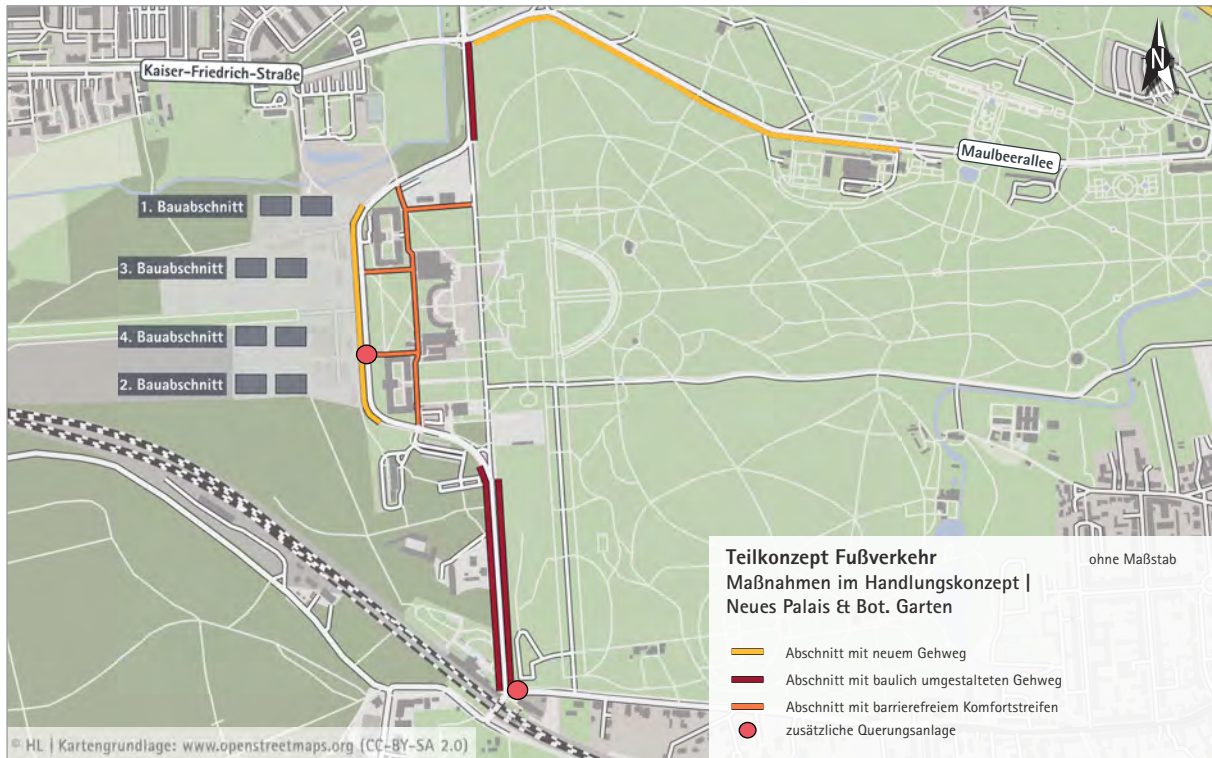 N
Kaiser-Friedrich-Straße
Maulbeerallee
1. Bauabschnitt
3. Bauabschnitt
4. Bauabschnitt
2. Bauabschnitt
Teilkonzept Fußverkehr
ohne Maßstab
Maßnahmen im Handlungskonzept |
Neues Palais & Bot. Garten
Abschnitt mit neuem Gehweg
Abschnitt mit baulich umgestalteten Gehweg
Abschnitt mit barrierefreiem Komfortstreifen
zusätzliche Querungsanlage
© HL | Kartengrundlage: www.openstreetmaps.org (CC-BY-SA 2.0)